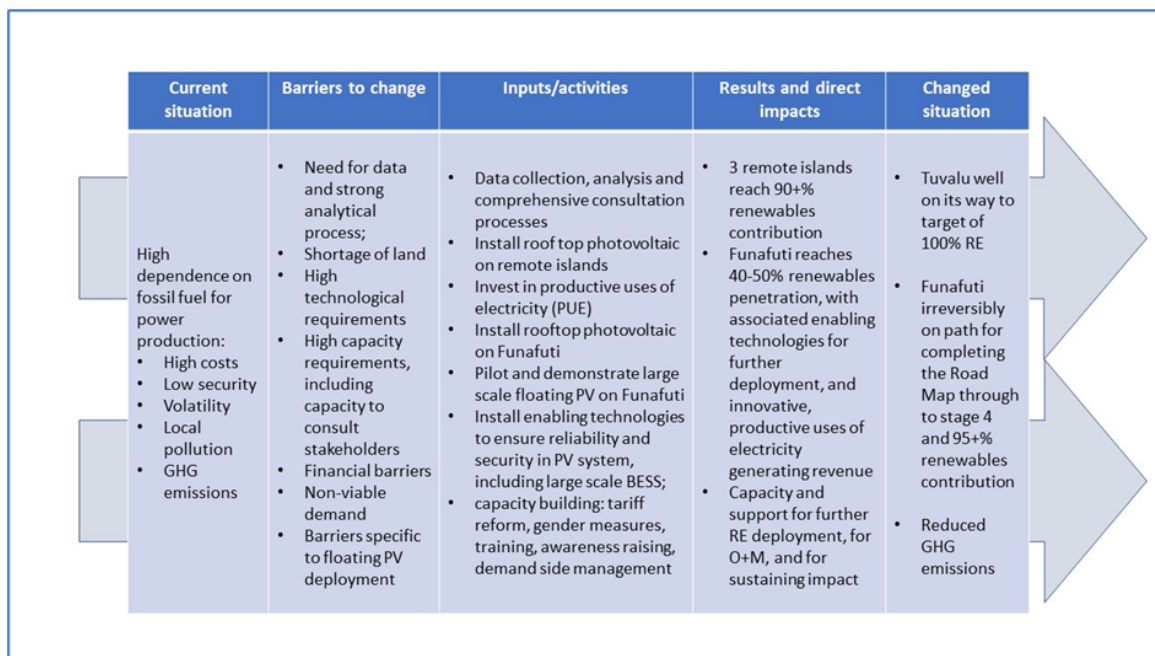 Current
situation
Barriers to change
Inputs/activities
Results and direct
impacts
Changed
situation
High
dependence on
fossil fuel for
power
production:
• High costs
• Low security
• Volatility
• Local
pollution
• GHG
emissions
• Need for data
and strong
analytical
process;
• Shortage of land
• High
technological
requirements
• High capacity
requirements,
including
capacity to
consult
stakeholders
• Financial barriers
• Non-viable
demand
• Barriers specific
to floating PV
deployment
• Data collection, analysis and
comprehensive consultation
processes
• Install roof top photovoltaic
on remote islands
• Invest in productive uses of
electricity (PUE)
• Install rooftop photovoltaic
on Funafuti
• Pilot and demonstrate large
scale floating PV on Funafuti
• Install enabling technologies
to ensure reliability and
security in PV system,
including large scale BESS;
• capacity building: tariff
reform, gender measures,
training, awareness raising,
demand side management
• 3 remote islands
reach 90+%
renewables
contribution
• Funafuti reaches
40-50% renewables
penetration, with
associated enabling
technologies for
further
deployment, and
innovative,
productive uses of
electricity
generating revenue
• Capacity and
support for further
RE deployment, for
O+M, and for
sustaining impact
• Tuvalu well
on its way to
target of
100% RE
• Funafuti
irreversibly
on path for
completing
the Road
Map through
to stage 4
and 95+%
renewables
contribution
• Reduced
GHG
emissions